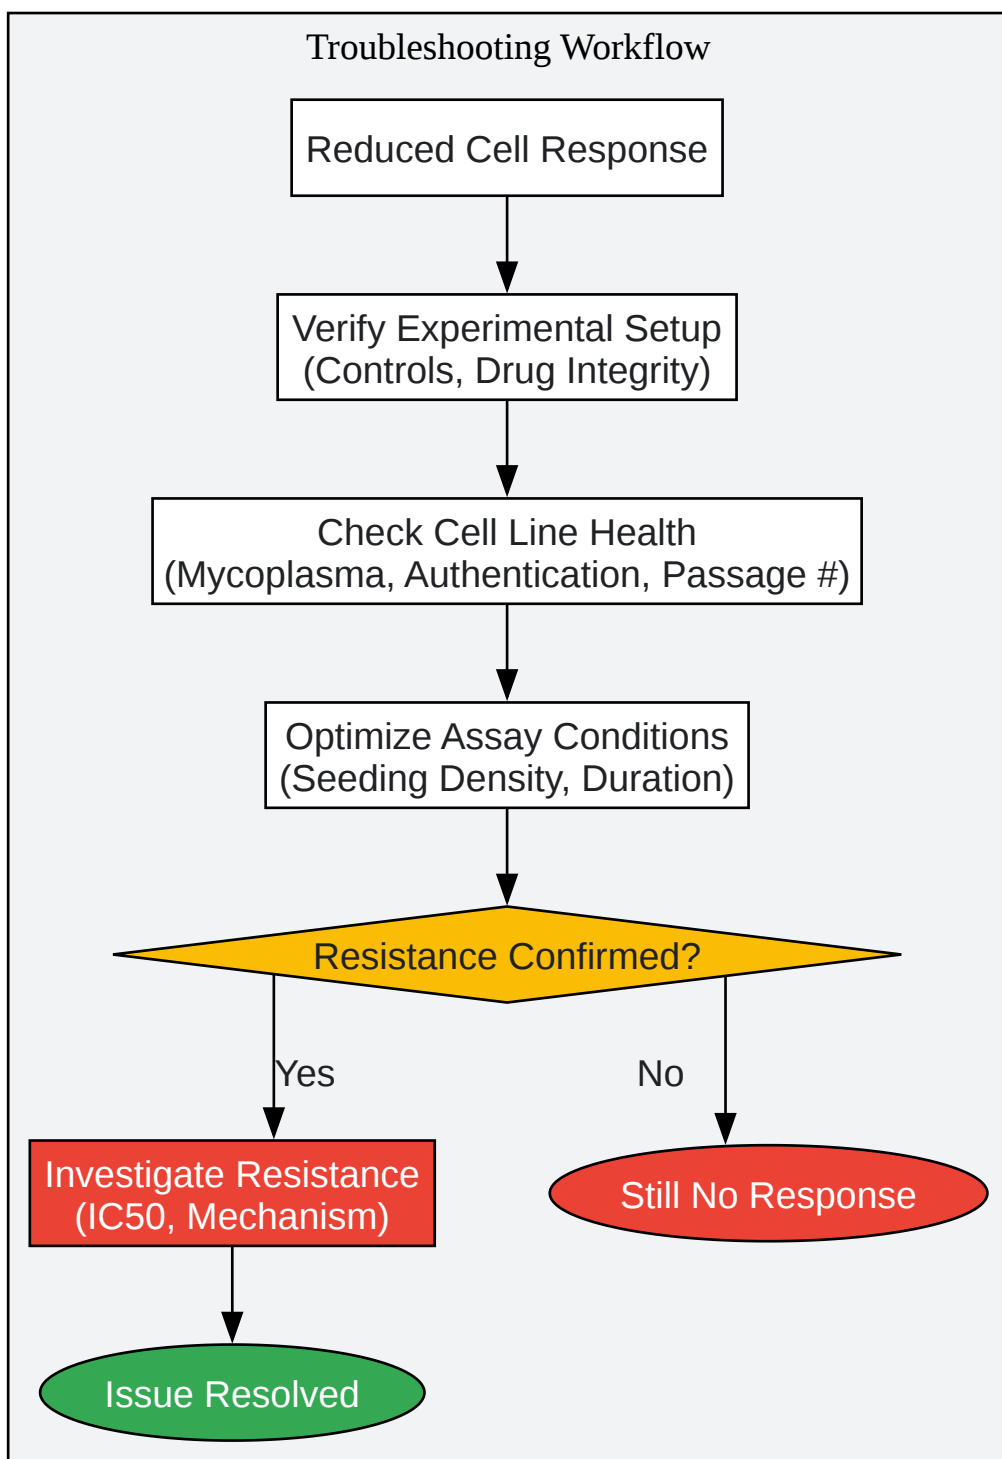 Troubleshooting Workflow
Reduced Cell Response
Verify Experimental Setup
(Controls, Drug Integrity)
Check Cell Line Health
(Mycoplasma, Authentication, Passage #)
Optimize Assay Conditions
(Seeding Density, Duration)
Resistance Confirmed?
Yes
No
Investigate Resistance
(IC50, Mechanism)
Still No Response
Issue Resolved